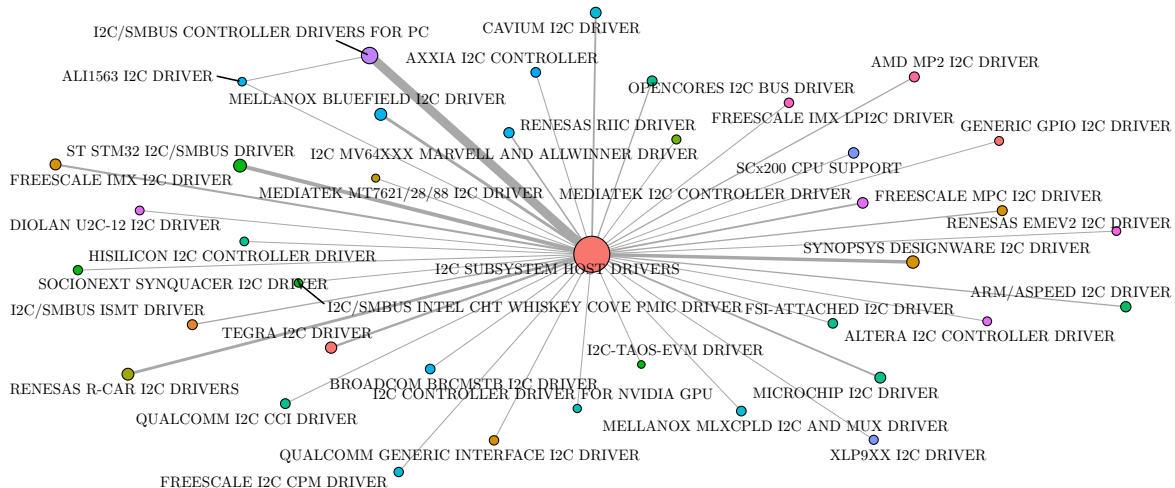 CAVIUM I2C DRIVER
I2C/SMBUS CONTROLLER DRIVERS FOR PC
AXXIA I2C CONTROLLER
AMD MP2 I2C DRIVER
ALI1563 I2C DRIVER
OPENCORES I2C BUS DRIVER
MELLANOX BLUEFIELD I2C DRIVER
FREESCALE IMX LPI2C DRIVER
RENESAS RIIC DRIVER
GENERIC GPIO I2C DRIVER
ST STM32 I2C/SMBUS DRIVER
I2C MV64XXX MARVELL AND ALLWINNER DRIVER
SCx200 CPU SUPPORT
FREESCALE IMX I2C DRIVER
MEDIATEK MT7621/28/88 I2C DRIVER
MEDIATEK I2C CONTROLLER DRIVER
FREESCALE MPC I2C DRIVER
DIOLAN U2C-12 I2C DRIVER
RENESAS EMEV2 I2C DRIVER
SYNOPSYS DESIGNWARE I2C DRIVER
HISILICON I2C CONTROLLER DRIVER
I2C SUBSYSTEM HOST DRIVERS
SOCIONEXT SYNQUACER I2C DRIVER
ARM/ASPEED I2C DRIVER
I2C/SMBUS ISMT DRIVER
I2C/SMBUS INTEL CHT WHISKEY COVE PMIC DRIVER
FSI-ATTACHED I2C DRIVER
TEGRA I2C DRIVER
ALTERA I2C CONTROLLER DRIVER
I2C-TAOS-EVM DRIVER
RENESAS R-CAR I2C DRIVERS
BROADCOM BRCMSTB I2C DRIVER
I2C CONTROLLER DRIVER FOR NVIDIA GPU
MICROCHIP I2C DRIVER
QUALCOMM I2C CCI DRIVER
MELLANOX MLXCPLD I2C AND MUX DRIVER
QUALCOMM GENERIC INTERFACE I2C DRIVER
XLP9XX I2C DRIVER
FREESCALE I2C CPM DRIVER